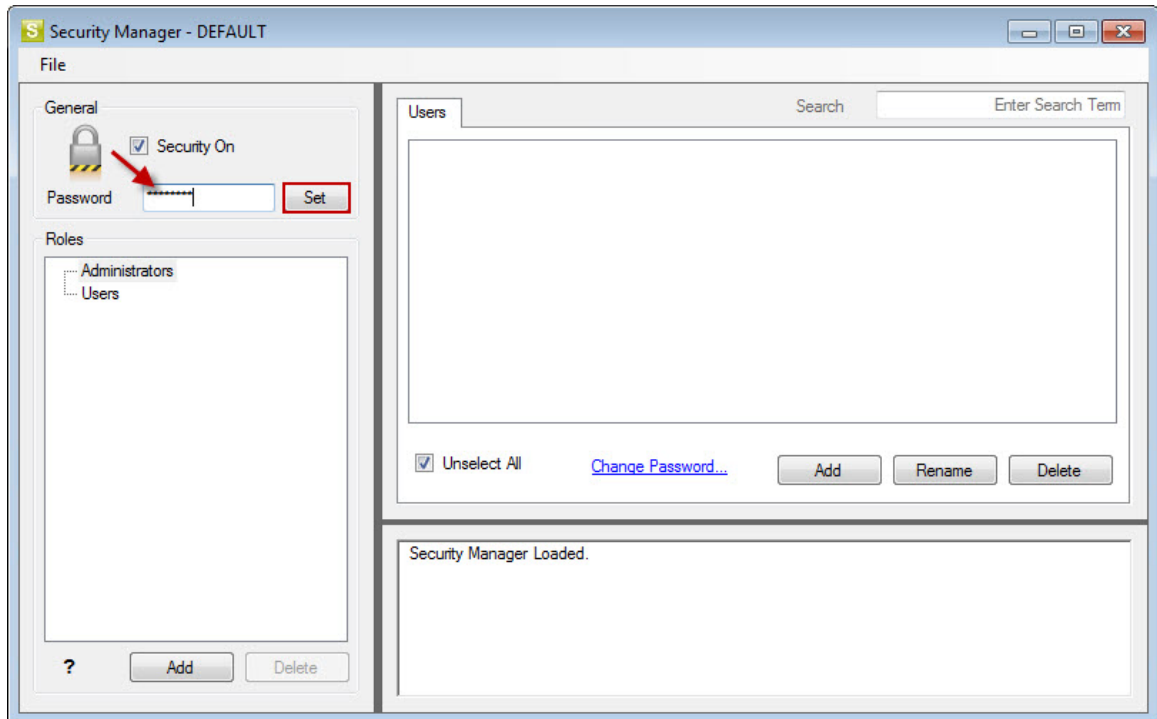 S Security Manager - DEFAULT
File
General
Security On
Password ******** Set
Roles
Administrators
Users
? Add Delete
Users Search Enter Search Term
Unselect All Change Password... Add Rename Delete
Security Manager Loaded.